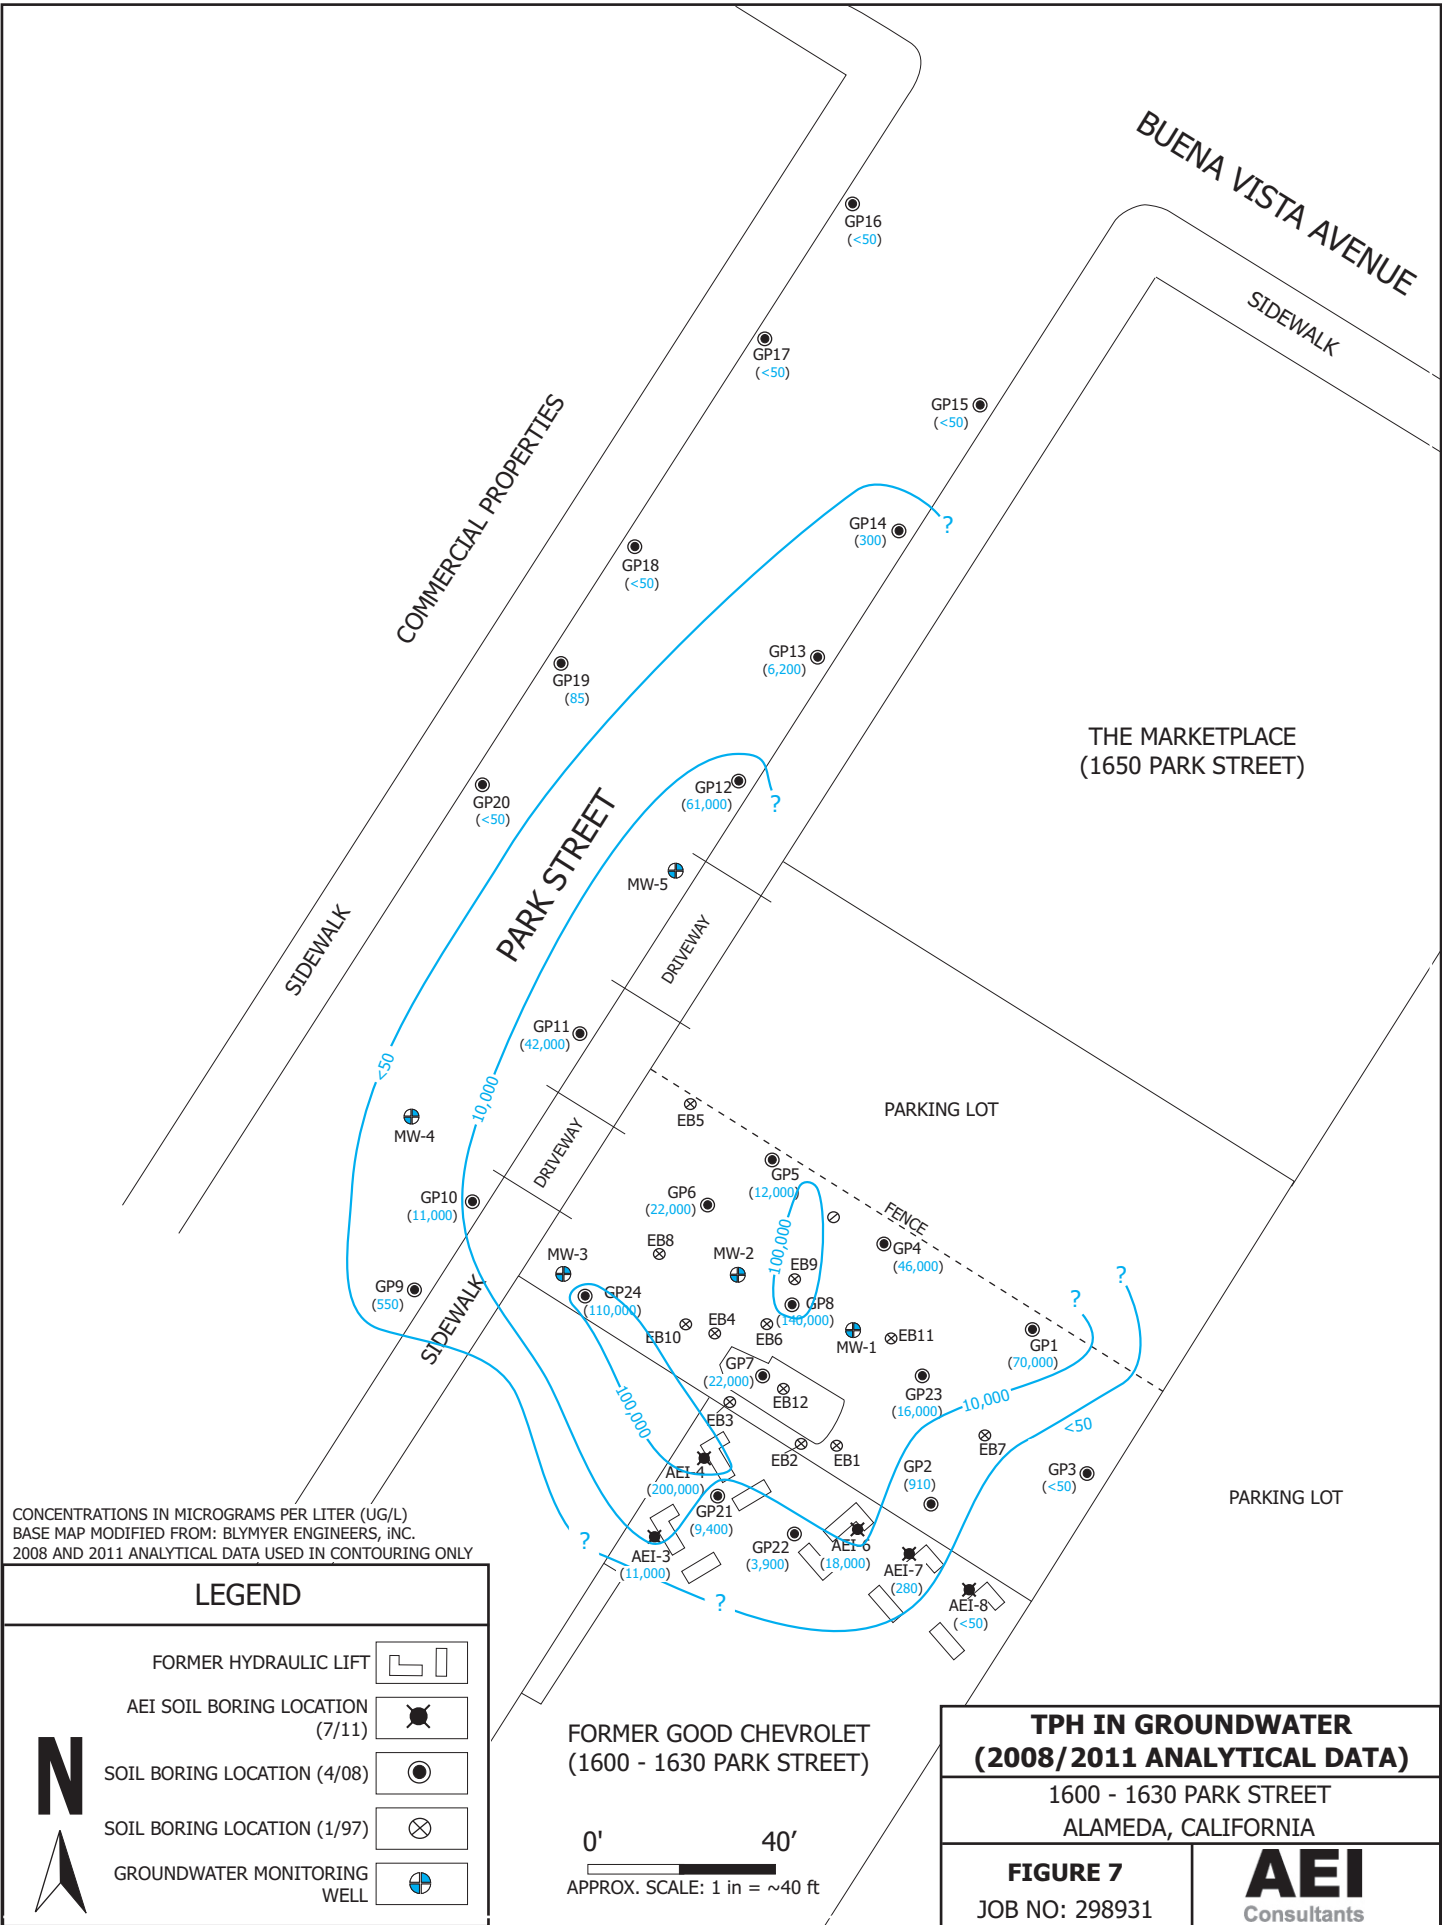 BUENA VISTA AVENUE
SIDEWALK
GP16
(<50)
GP17
(<50)
GP15
(<50)
COMMERCIAL PROPERTIES
GP14
(300)
?
GP18
(<50)
GP13
(6,200)
GP19
(85)
THE MARKETPLACE
(1650 PARK STREET)
GP12
(61,000)
?
GP20
(<50)
PARK STREET
MW-5
SIDEWALK
DRIVEWAY
GP11
(42,000)
<50
10,000
PARKING LOT
EB5
MW-4
DRIVEWAY
GP5
(12,000)
GP6
(22,000)
GP10
(11,000)
FENCE
100,000
GP4
(46,000)
EB8
MW-3
MW-2
EB9
?
?
GP9
(550)
GP24
(110,000)
GP8
(140,000)
SIDEWALK
EB10
EB4
EB6
MW-1
EB11
GP1
(70,000)
GP7
(22,000)
EB12
GP23
(16,000)
10,000
100,000
EB3
<50
EB7
EB2
EB1
GP2
(910)
GP3
(<50)
AEI-4
(200,000)
PARKING LOT
GP21
(9,400)
?
AEI-3
(11,000)
GP22
(3,900)
AEI-6
(18,000)
AEI-7
(280)
AEI-8
(<50)
?
CONCENTRATIONS IN MICROGRAMS PER LITER (UG/L)
BASE MAP MODIFIED FROM: BLYMYER ENGINEERS, iNC.
2008 AND 2011 ANALYTICAL DATA USED IN CONTOURING ONLY
LEGEND
FORMER HYDRAULIC LIFT
AEI SOIL BORING LOCATION
(7/11)
SOIL BORING LOCATION (4/08)
SOIL BORING LOCATION (1/97)
GROUNDWATER MONITORING
WELL
N
FORMER GOOD CHEVROLET
(1600 - 1630 PARK STREET)
0' 40’
APPROX. SCALE: 1 in = ~40 ft
TPH IN GROUNDWATER
(2008/2011 ANALYTICAL DATA)
1600 - 1630 PARK STREET
ALAMEDA, CALIFORNIA
FIGURE 7
JOB NO: 298931
AEI
Consultants